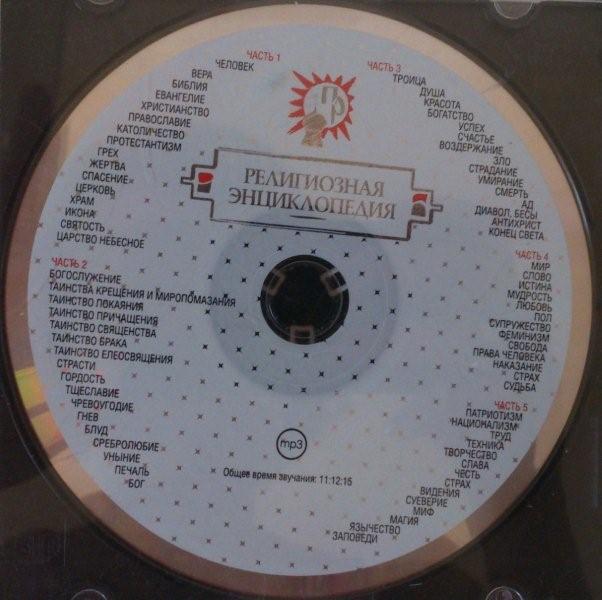 ЧАСТЬ 1
ЧЕЛОВЕК
ВЕРА
БИБЛИЯ
ЕВАНГЕЛИЕ
ХРИСТИАНСТВО
ПРАВОСЛАВИЕ
КАТОЛИЧЕСТВО
ПРОТЕСТАНТИЗМ
ГРЕХ
ЖЕРТВА
СПАСЕНИЕ
ЦЕРКОВЬ
ХРАМ
ИКОНА
СВЯТОСТЬ
ЦАРСТВО НЕБЕСНОЕ
ЧАСТЬ 2
БОГОСЛУЖЕНИЕ
ТАИНСТВА КРЕЩЕНИЯ И МИРОПОМАЗАНИЯ
ТАИНСТВО ПОКАЯНИЯ
ТАИНСТВО ПРИЧАЩЕНИЯ
ТАИНСТВО СВЯЩЕНСТВА
ТАИНСТВО БРАКА
ТАИНСТВО ЕЛЕОСВЯЩЕНИЯ
СТРАСТИ
ГОРДОСТЬ
ТЩЕСЛАВИЕ
ЧРЕВОУГОДИЕ
ГНЕВ
БЛУД
СРЕБРОЛЮБИЕ
УНЫНИЕ
ПЕЧАЛЬ
БОГ
РЕЛИГИОЗНАЯ
ЭНЦИКЛОПЕДИЯ
mp3
Общее время звучания: 11:12:15
ЧАСТЬ 3
ТРОИЦА
ДУША
КРАСОТА
БОГАТСТВО
УСПЕХ
СЧАСТЬЕ
ВОЗДЕРЖАНИЕ
ЗЛО
СТРАДАНИЕ
УМИРАНИЕ
СМЕРТЬ
АД
ДИАВОЛ, БЕСЫ
АНТИХРИСТ
КОНЕЦ СВЕТА
ЧАСТЬ 4
МИР
СЛОВО
ИСТИНА
МУДРОСТЬ
ЛЮБОВЬ
ПОЛ
СУПРУЖЕСТВО
ФЕМИНИЗМ
СВОБОДА
ПРАВА ЧЕЛОВЕКА
НАКАЗАНИЕ
СТРАХ
СУДЬБА
ЧАСТЬ 5
ПАТРИОТИЗМ
НАЦИОНАЛИЗМ
ТРУД
ТЕХНИКА
ТВОРЧЕСТВО
СЛАВА
ЧЕСТЬ
СТРАХ
ВИДЕНИЯ
СУЕВЕРИЕ
МИФ
МАГИЯ
ЯЗЫЧЕСТВО
ЗАПОВЕДИ